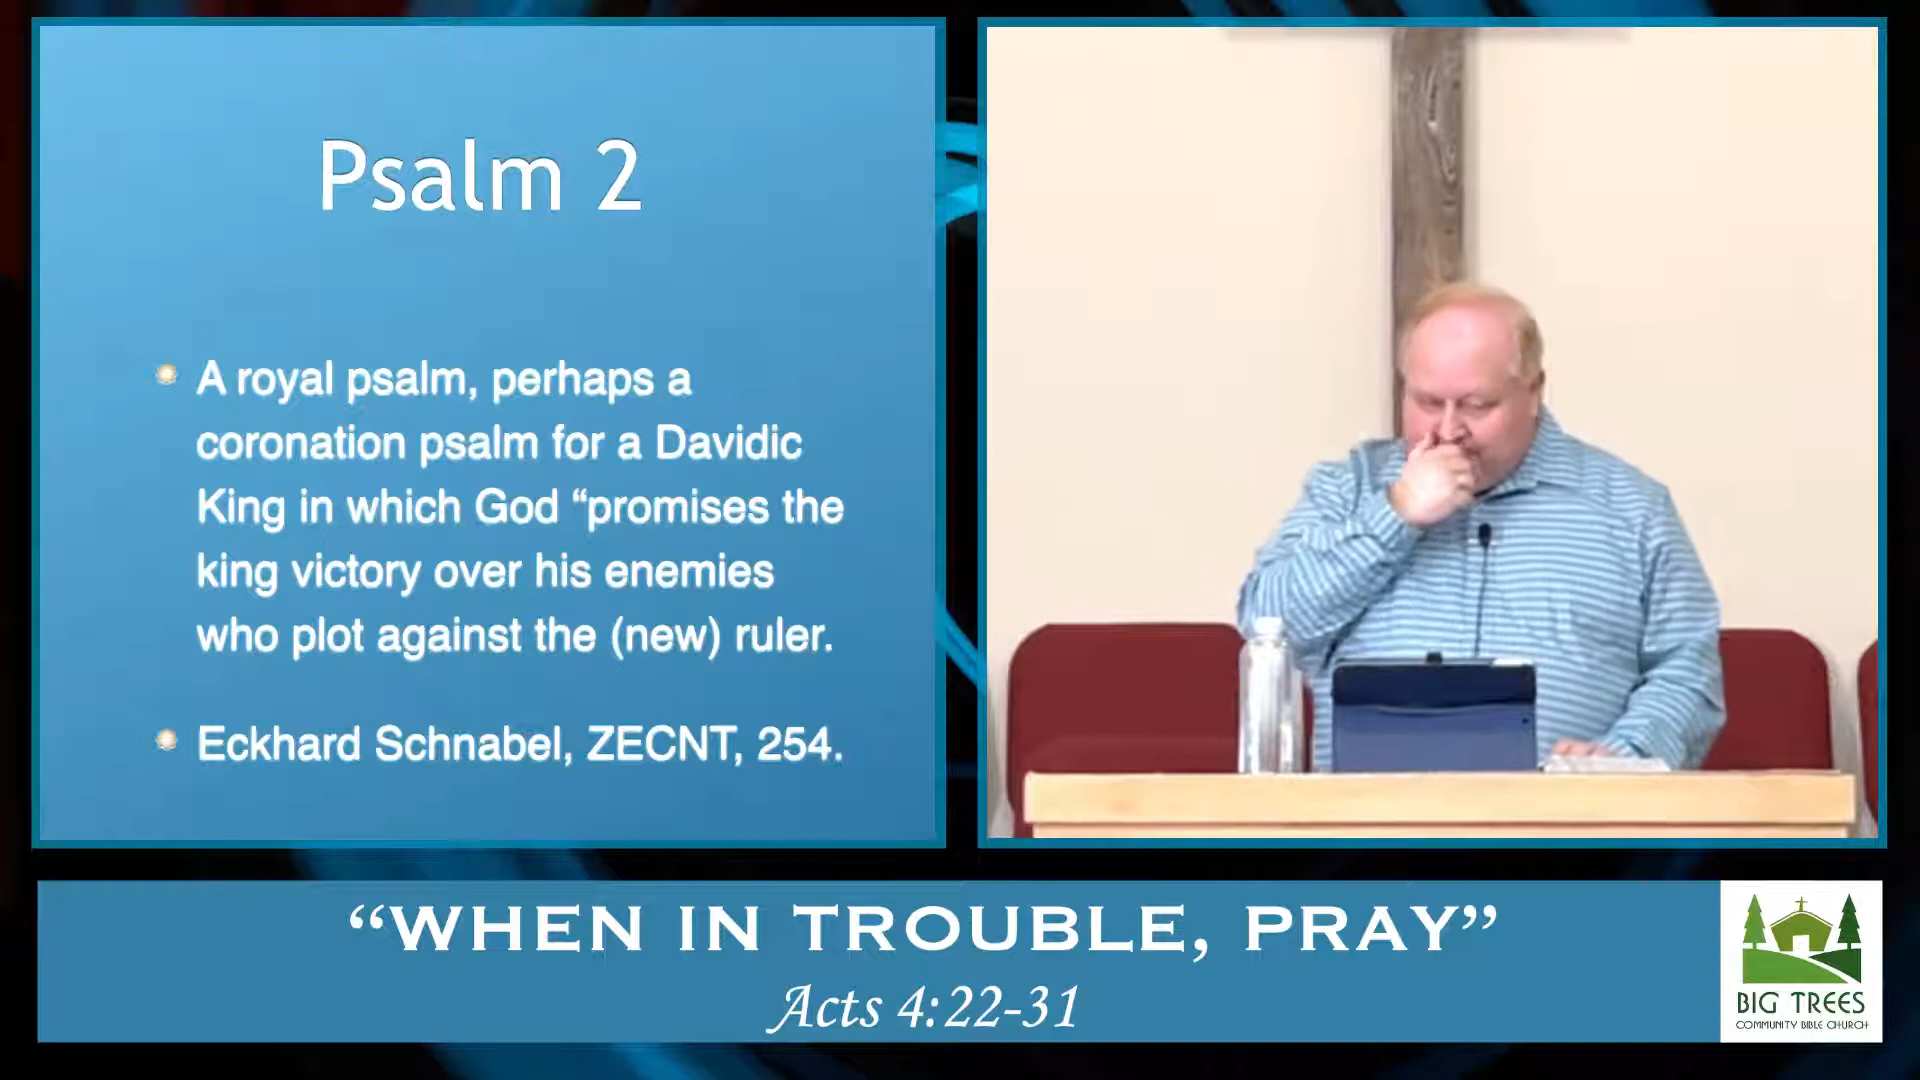 Psalm 2
A royal psalm, perhaps a
coronation psalm for a Davidic
King in which God “promises the
king victory over his enemies
who plot against the (new) ruler.
Eckhard Schnabel, ZECNT, 254.
“WHEN IN TROUBLE, PRAY”
Acts 4:22-31
BIG TREES
COMMUNITY BIBLE CHURCH